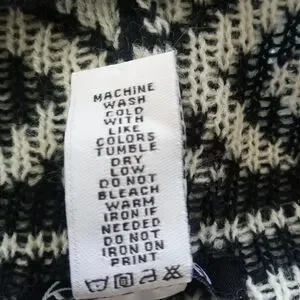 MACHINE
WASH
COLD
WITH
LIKE
COLORS
TUMBLE
DRY
LOW,
DO NOT
BLEACH
WARM
IRON IF
NEEDED
DO NOT
IRON ON
PRINT